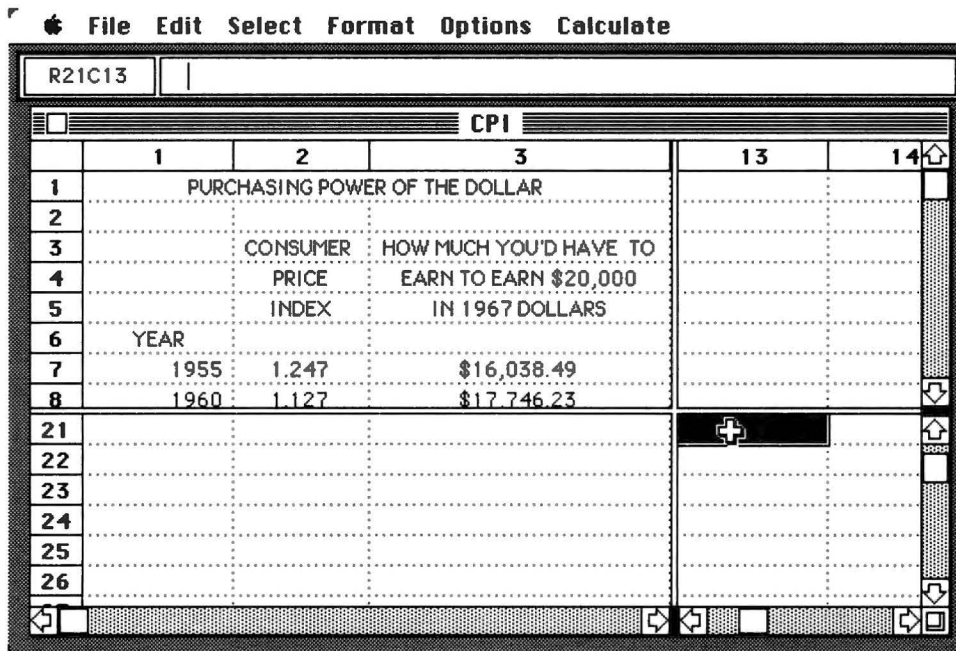 File Edit Select Format Options Calculate
R21C13
CPI
1 2 3 13 14
1 PURCHASING POWER OF THE DOLLAR
2
3 CONSUMER HOW MUCH YOU'D HAVE TO
4 PRICE EARN TO EARN $20,000
5 INDEX IN 1967 DOLLARS
6 YEAR
7 1955 1.247 $16,038.49
8 1960 1.127 $17,746.23
21
22
23
24
25
26